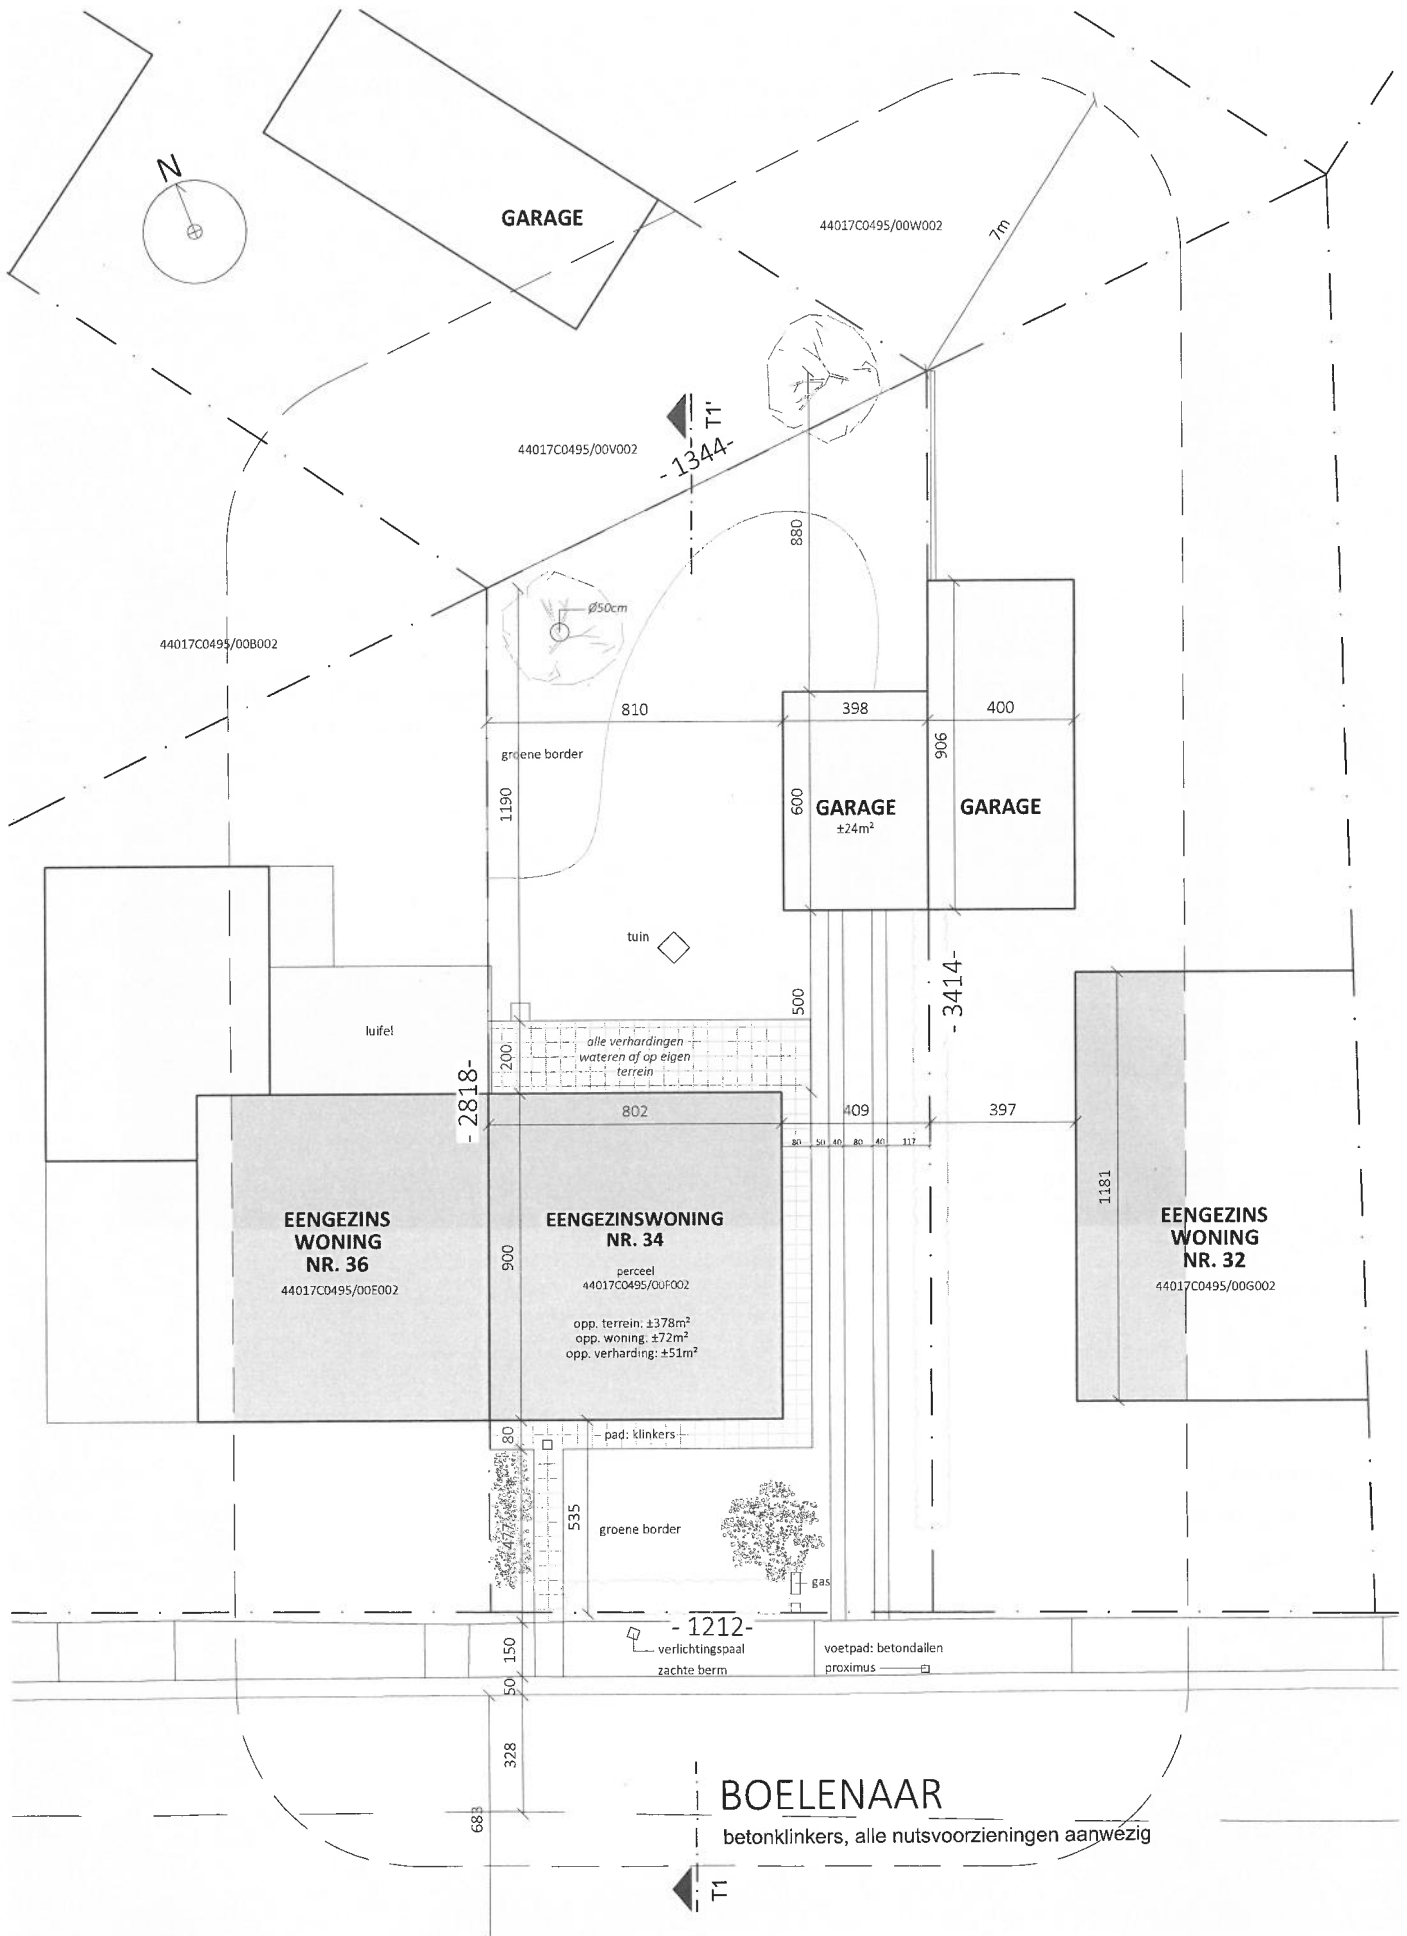 N
GARAGE
44017C0495/00W002
7m
T1'
44017C0495/00V002
- 1344-
880
Ø50cm
44017C0495/00B002
810
398
400
groene border
906
1190
600
GARAGE
±24m²
GARAGE
tuin
500
- 3414-
luifel
alle verhardingen
wateren af op eigen
terrein
200
- 2818-
802
409
397
80
50
40
80
40
117
1181
EENGEZINS
WONING
NR. 36
44017C0495/00E002
900
EENGEZINSWONING
NR. 34
perceel
44017C0495/00F002
opp. terrein: ±378m²
opp. woning: ±72m²
opp. verharding: ±51m²
EENGEZINS
WONING
NR. 32
44017C0495/00G002
80
pad: klinkers
477
535
groene border
gas
- 1212-
150
verlichtingspaal
zachte berm
voetpad: betondallen
proximus
50
328
683
BOELENAAR
betonklinkers, alle nutsvoorzieningen aanwezig
T1